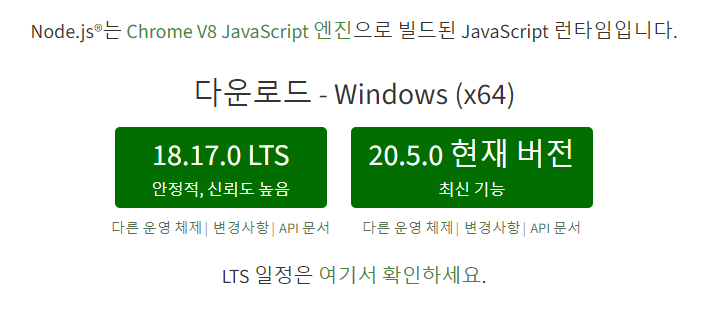 Node.js®는 Chrome V8 JavaScript 엔진으로 빌드된 JavaScript 런타임입니다.
다운로드 - Windows (x64)
18.17.0 LTS
안정적, 신뢰도 높음
다른 운영 체제 | 변경사항 | API 문서
20.5.0 현재 버전
최신 기능
다른 운영 체제 | 변경사항 | API 문서
LTS 일정은 여기서 확인하세요.